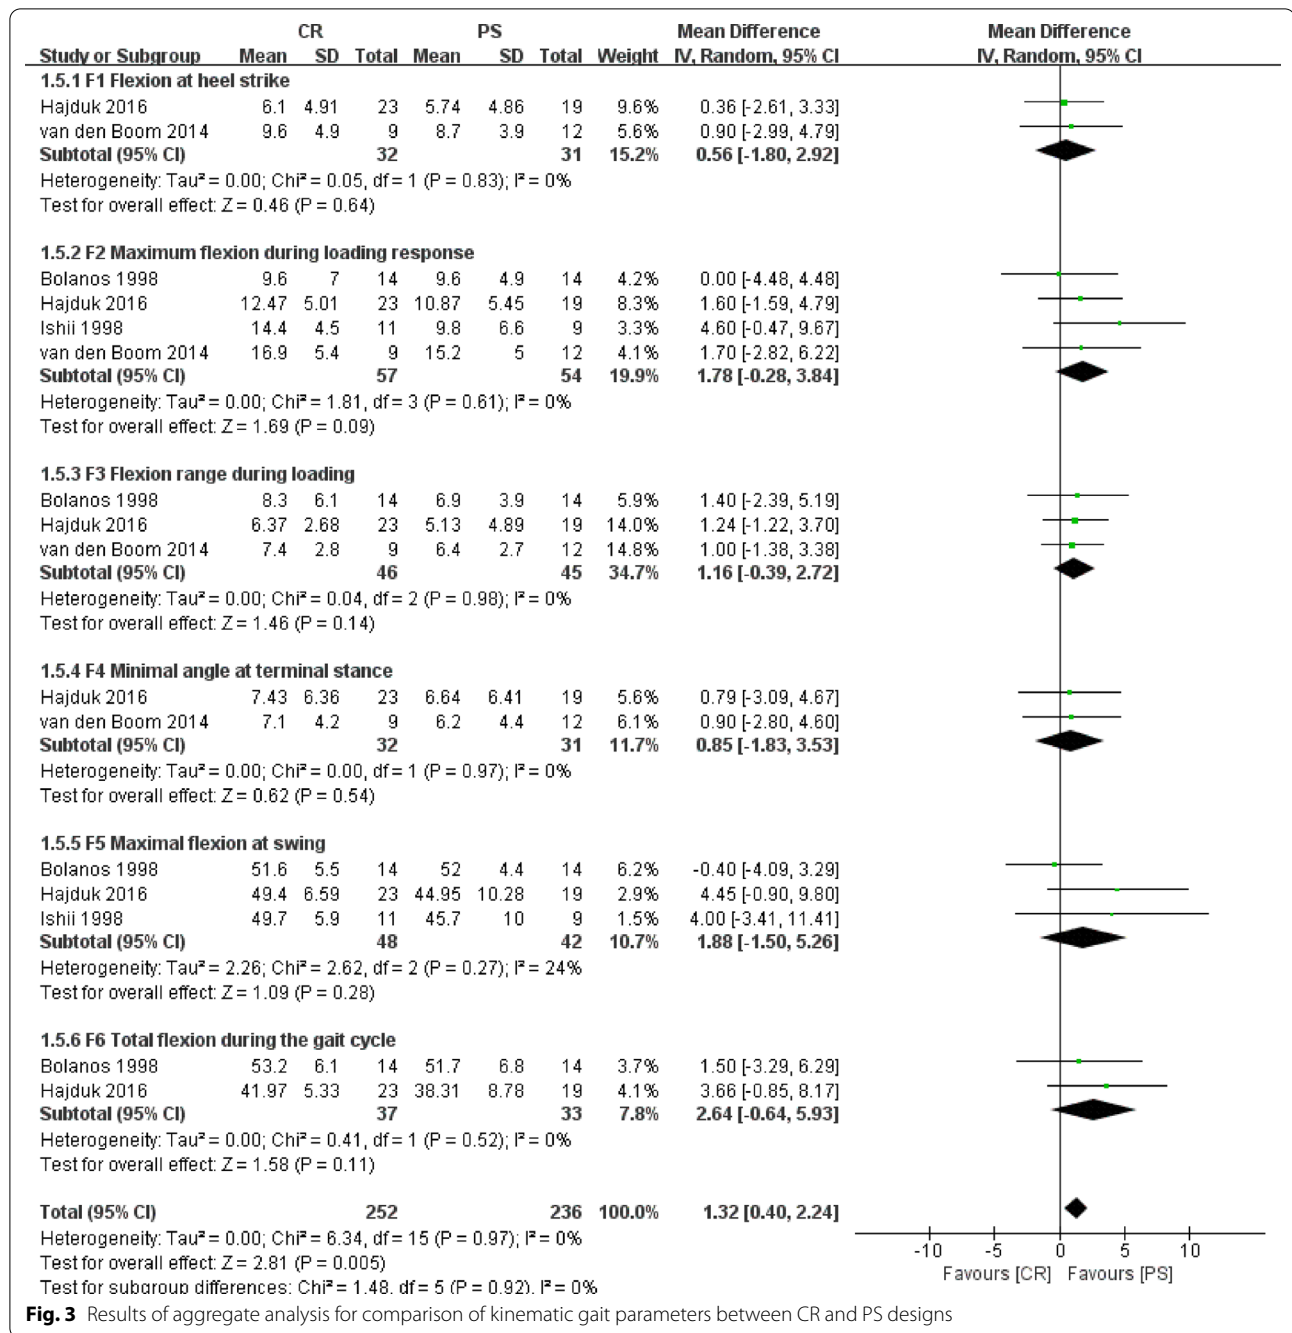 CR PS Mean Difference Mean Difference
Study or Subgroup Mean SD Total Mean SD Total Weight IV, Random, 95% CI IV, Random, 95% CI
1.5.1 F1 Flexion at heel strike
Hajduk 2016 6.1 4.91 23 5.74 4.86 19 9.6% 0.36 [-2.61, 3.33]
van den Boom 2014 9.6 4.9 9 8.7 3.9 12 5.6% 0.90 [-2.99, 4.79]
Subtotal (95% CI) 32 31 15.2% 0.56 [-1.80, 2.92]
Heterogeneity: Tau² = 0.00; Chi² = 0.05, df = 1 (P = 0.83); I² = 0%
Test for overall effect: Z = 0.46 (P = 0.64)
1.5.2 F2 Maximum flexion during loading response
Bolanos 1998 9.6 7 14 9.6 4.9 14 4.2% 0.00 [-4.48, 4.48]
Hajduk 2016 12.47 5.01 23 10.87 5.45 19 8.3% 1.60 [-1.59, 4.79]
Ishii 1998 14.4 4.5 11 9.8 6.6 9 3.3% 4.60 [-0.47, 9.67]
van den Boom 2014 16.9 5.4 9 15.2 5 12 4.1% 1.70 [-2.82, 6.22]
Subtotal (95% CI) 57 54 19.9% 1.78 [-0.28, 3.84]
Heterogeneity: Tau² = 0.00; Chi² = 1.81, df = 3 (P = 0.61); I² = 0%
Test for overall effect: Z = 1.69 (P = 0.09)
1.5.3 F3 Flexion range during loading
Bolanos 1998 8.3 6.1 14 6.9 3.9 14 5.9% 1.40 [-2.39, 5.19]
Hajduk 2016 6.37 2.68 23 5.13 4.89 19 14.0% 1.24 [-1.22, 3.70]
van den Boom 2014 7.4 2.8 9 6.4 2.7 12 14.8% 1.00 [-1.38, 3.38]
Subtotal (95% CI) 46 45 34.7% 1.16 [-0.39, 2.72]
Heterogeneity: Tau² = 0.00; Chi² = 0.04, df = 2 (P = 0.98); I² = 0%
Test for overall effect: Z = 1.46 (P = 0.14)
1.5.4 F4 Minimal angle at terminal stance
Hajduk 2016 7.43 6.36 23 6.64 6.41 19 5.6% 0.79 [-3.09, 4.67]
van den Boom 2014 7.1 4.2 9 6.2 4.4 12 6.1% 0.90 [-2.80, 4.60]
Subtotal (95% CI) 32 31 11.7% 0.85 [-1.83, 3.53]
Heterogeneity: Tau² = 0.00; Chi² = 0.00, df = 1 (P = 0.97); I² = 0%
Test for overall effect: Z = 0.62 (P = 0.54)
1.5.5 F5 Maximal flexion at swing
Bolanos 1998 51.6 5.5 14 52 4.4 14 6.2% -0.40 [-4.09, 3.29]
Hajduk 2016 49.4 6.59 23 44.95 10.28 19 2.9% 4.45 [-0.90, 9.80]
Ishii 1998 49.7 5.9 11 45.7 10 9 1.5% 4.00 [-3.41, 11.41]
Subtotal (95% CI) 48 42 10.7% 1.88 [-1.50, 5.26]
Heterogeneity: Tau² = 2.26; Chi² = 2.62, df = 2 (P = 0.27); I² = 24%
Test for overall effect: Z = 1.09 (P = 0.28)
1.5.6 F6 Total flexion during the gait cycle
Bolanos 1998 53.2 6.1 14 51.7 6.8 14 3.7% 1.50 [-3.29, 6.29]
Hajduk 2016 41.97 5.33 23 38.31 8.78 19 4.1% 3.66 [-0.85, 8.17]
Subtotal (95% CI) 37 33 7.8% 2.64 [-0.64, 5.93]
Heterogeneity: Tau² = 0.00; Chi² = 0.41, df = 1 (P = 0.52); I² = 0%
Test for overall effect: Z = 1.58 (P = 0.11)
Total (95% CI) 252 236 100.0% 1.32 [0.40, 2.24]
Heterogeneity: Tau² = 0.00; Chi² = 6.34, df = 15 (P = 0.97); I² = 0%
Test for overall effect: Z = 2.81 (P = 0.005)
Test for subgroup differences: Chi² = 1.48, df = 5 (P = 0.92), I² = 0%
-10 -5 0 5 10
Favours [CR] Favours [PS]
Fig. 3 Results of aggregate analysis for comparison of kinematic gait parameters between CR and PS designs